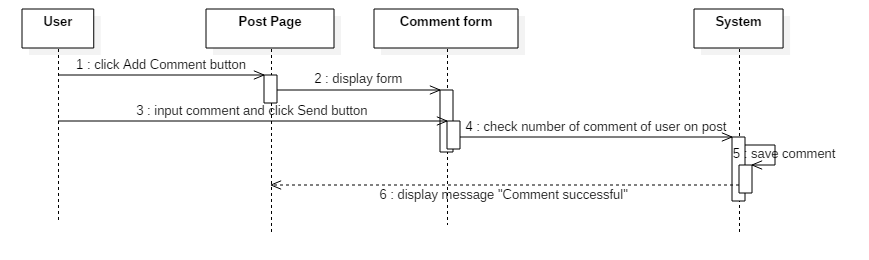 User
Post Page
Comment form
System
1 : click Add Comment button
2 : display form
3 : input comment and click Send button
4 : check number of comment of user on post
5 : save comment
6 : display message "Comment successful"